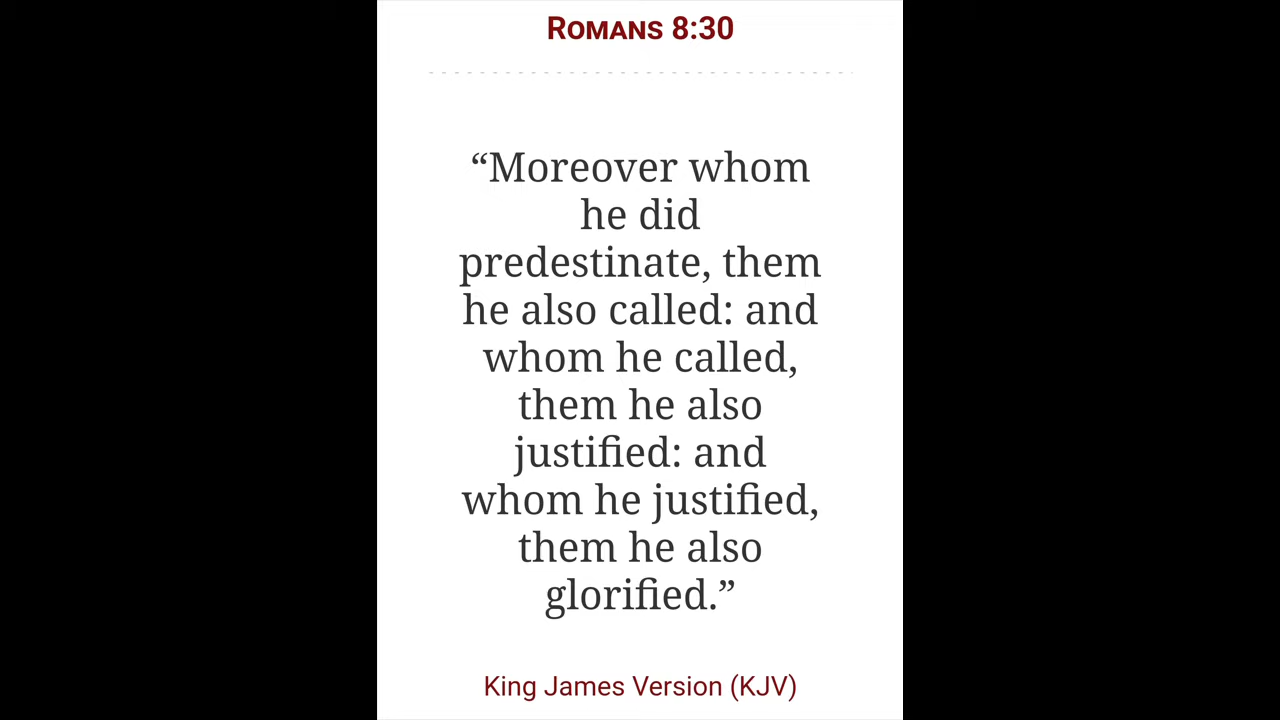 Romans 8:30
“Moreover whom
he did
predestinate, them
he also called: and
whom he called,
them he also
justified: and
whom he justified,
them he also
glorified.”
King James Version (KJV)